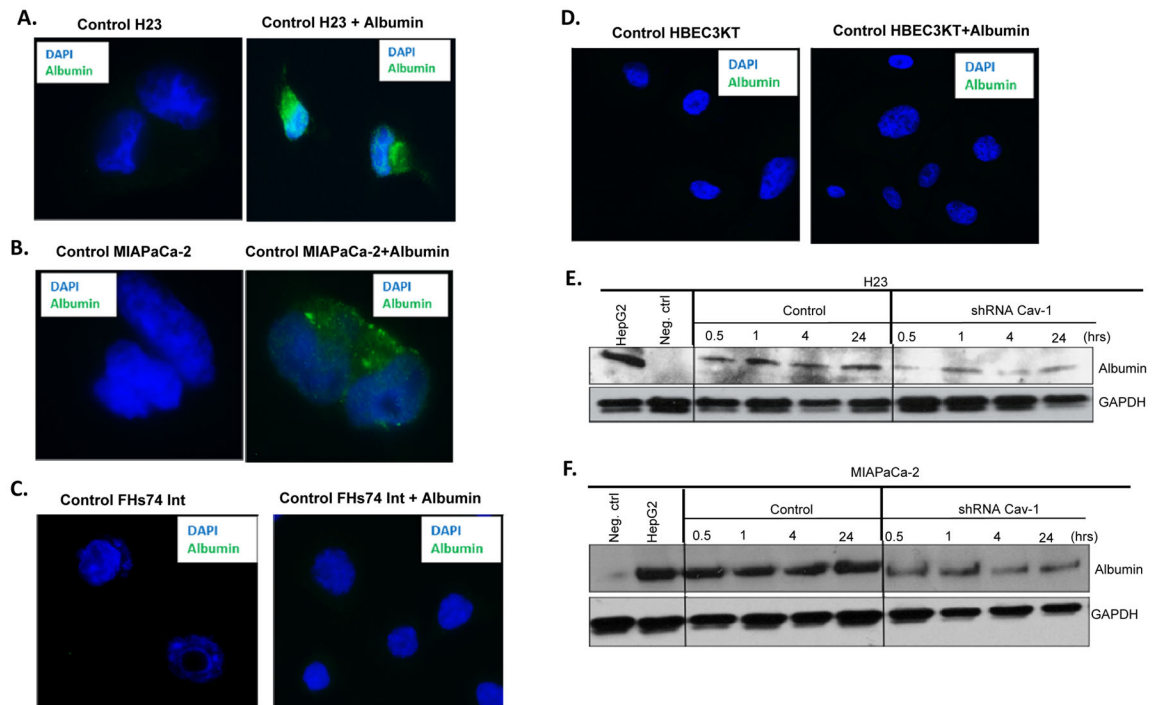 A.
Control H23
Control H23 + Albumin
DAPI
Albumin
DAPI
Albumin
B.
Control MIAPaCa-2
Control MIAPaCa-2+Albumin
DAPI
Albumin
DAPI
Albumin
C.
Control FHs74 Int
Control FHs74 Int + Albumin
DAPI
Albumin
DAPI
Albumin
D.
Control HBEC3KT
Control HBEC3KT+Albumin
DAPI
Albumin
DAPI
Albumin
E.
H23
HepG2
Neg. ctrl
Control
shRNA Cav-1
0.5 1 4 24 0.5 1 4 24 (hrs)
Albumin
GAPDH
F.
MIAPaCa-2
Neg. ctrl
HepG2
Control
shRNA Cav-1
0.5 1 4 24 0.5 1 4 24 (hrs)
Albumin
GAPDH